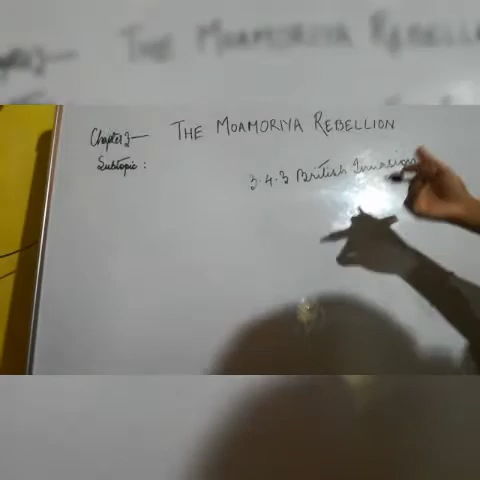 Chapter 3— THE MOAMORIYA REBELLION
Subtopic :
3.4.3 British Invasion